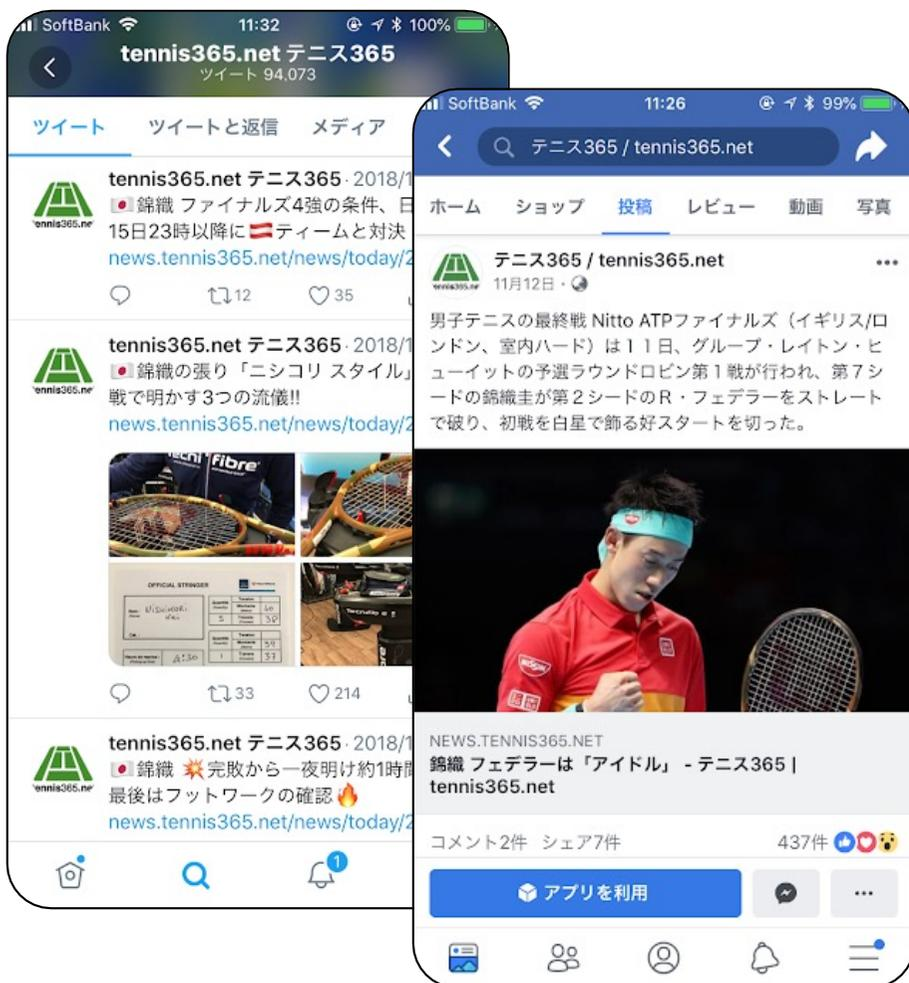 SoftBank 11:32 100%
tennis365.net テニス365
ツイート 94,073
ツイート ツイートと返信 メディア
tennis365.net テニス365 · 2018/1
🇯🇵錦織 ファイナルズ4強の条件、日
15日23時以降に🇦🇹ティームと対決
news.tennis365.net/news/today/2
12 35
tennis365.net テニス365 · 2018/1
🇯🇵錦織の張り「ニシコリ スタイル」
戦で明かす3つの流儀!!
news.tennis365.net/news/today/2
Tecnifibre
OFFICIAL STRINGER
33 214
tennis365.net テニス365 · 2018/1
🇯🇵錦織 💥完敗から一夜明け約1時間
最後はフットワークの確認🔥
news.tennis365.net/news/today/2
1
SoftBank 11:26 99%
テニス365 / tennis365.net
ホーム ショップ 投稿 レビュー 動画 写真
テニス365 / tennis365.net
11月12日 ·
男子テニスの最終戦 Nitto ATPファイナルズ（イギリス/ロ
ンドン、室内ハード）は１１日、グループ・レイトン・ヒ
ューイットの予選ラウンドロビン第１戦が行われ、第７シ
ードの錦織圭が第２シードのＲ・フェデラーをストレート
で破り、初戦を白星で飾る好スタートを切った。
NISSIN
NEWS.TENNIS365.NET
錦織 フェデラーは「アイドル」 - テニス365 |
tennis365.net
コメント2件 シェア7件 437件
アプリを利用